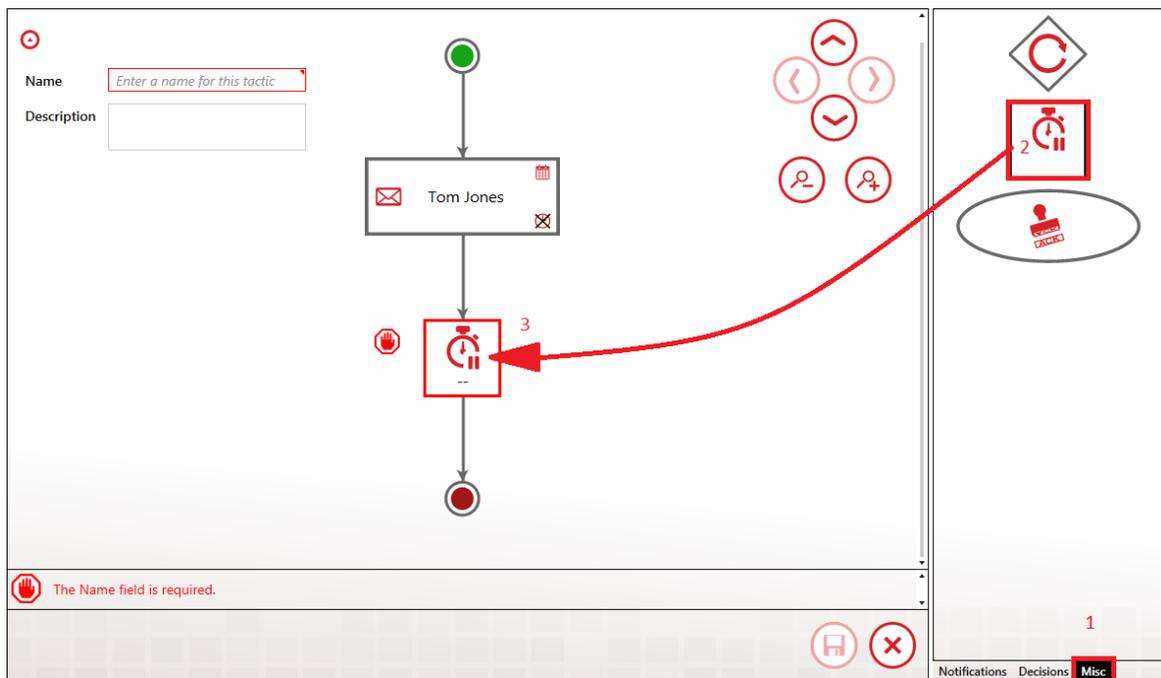 Name
Enter a name for this tactic
Description
Tom Jones
2
ACK
3
--
The Name field is required.
1
Notifications Decisions Misc